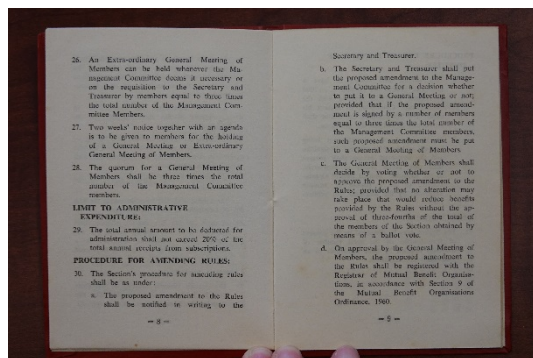 26. An Extra-ordinary General Meeting of
Members can be held whenever the Ma-
nagement Committee deems it necessary or
on the requisition to the Secretary and
Treasurer by members equal to three times
the total number of the Management Com-
mittee Members.
27. Two weeks' notice together with an agenda
is to be given to members for the holding
of a General Meeting or Extra-ordinary
General Meeting of Members.
28. The quorum for a General Meeting of
Members shall be three times the total
number of the Management Committee
members.
LIMIT TO ADMINISTRATIVE
EXPENDITURE:
29. The total annual amount to be deducted for
administration shall not exceed 20% of the
total annual receipts from subscriptions.
PROCEDURE FOR AMENDING RULES:
30. The Section's procedure for amending rules
shall be as under:
a. The proposed amendment to the Rules
shall be notified in writing to the
— 8 —
Secretary and Treasurer.
b. The Secretary and Treasurer shall put
the proposed amendment to the Manage-
ment Committee for a decision whether
to put it to a General Meeting or not;
provided that if the proposed amend-
ment is signed by a number of members
equal to three times the total number of
the Management Committee members,
such proposed amendment must be put
to a General Meeting of Members.
c. The General Meeting of Members shall
decide by voting whether or not to
approve the proposed amendment to the
Rules; provided that no alteration may
take place that would reduce benefits
provided by the Rules without the ap-
proval of three-fourths of the total of
the members of the Section obtained by
means of a ballot vote.
d. On approval by the General Meeting of
Members, the proposed amendment to
the Rules shall be registered with the
Registrar of Mutual Benefit Organisa-
tions, in accordance with Section 9 of
the Mutual Benefit Organisations
Ordinance, 1960.